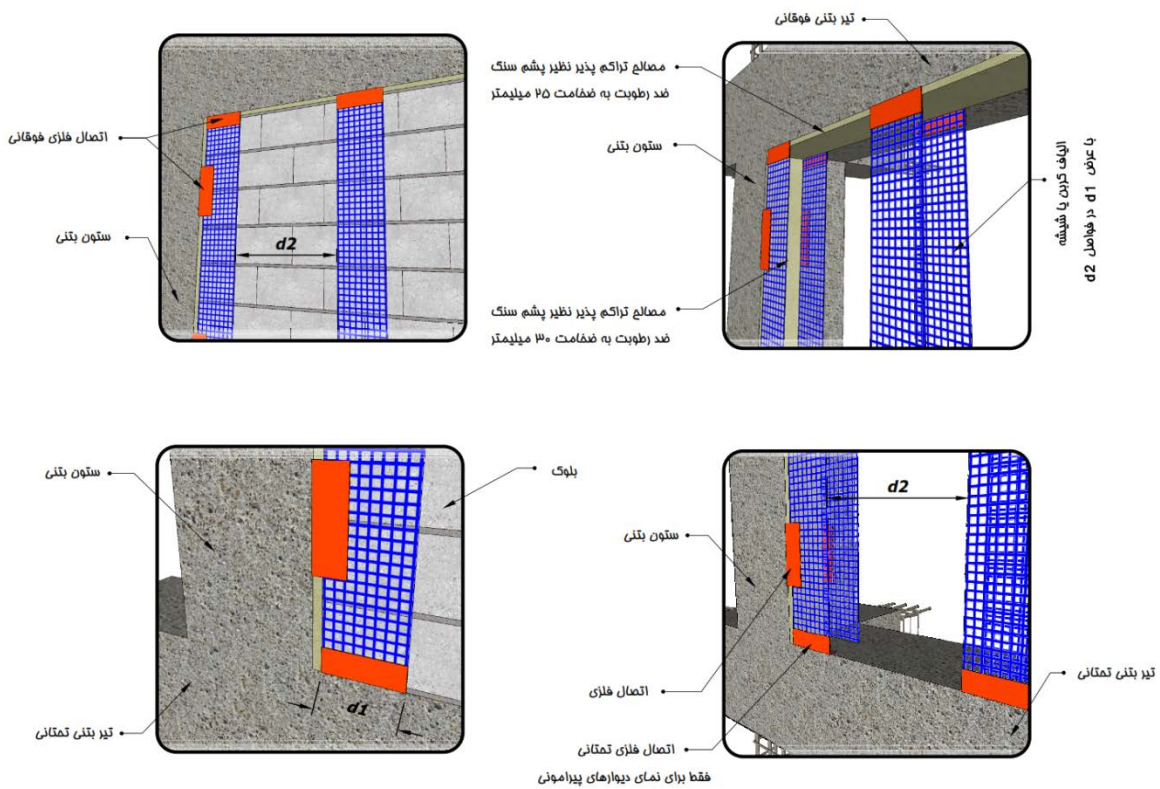 تیر بتنی فوقانی
مصالح تراکم پذیر نظیر پشم سنگ
ضد رطوبت به ضخامت ۲۵ میلیمتر
ستون بتنی
الیاف کربن یا شیشه
با عرض d1 در فواصل d2
مصالح تراکم پذیر نظیر پشم سنگ
ضد رطوبت به ضخامت ۳۰ میلیمتر
اتصال فلزی فوقانی
ستون بتنی
d2
d2
ستون بتنی
اتصال فلزی
تیر بتنی تحتانی
اتصال فلزی تحتانی
فقط برای نمای دیوارهای پیرامونی
ستون بتنی
بلوک
d1
تیر بتنی تحتانی